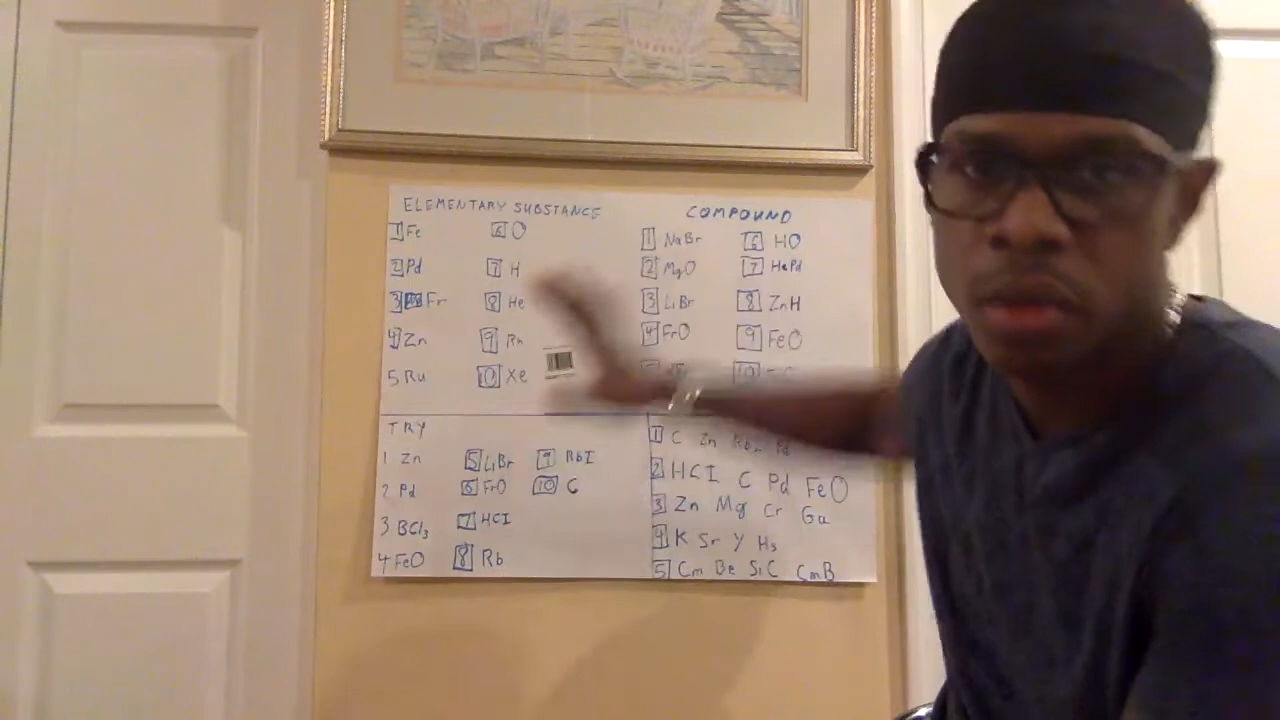 ELEMENTARY SUBSTANCE
1 Fe
2 Pd
3 Fr
4 Zn
5 Ru
6 O
7 H
8 He
9 Rn
10 Xe
COMPOUND
1 NaBr
2 MgO
3 LiBr
4 FrO
6 HO
7 HePd
8 ZnH
9 FeO
10
TRY
1 Zn
2 Pd
3 BCl3
4 FeO
5 LiBr
6 FrO
7 HCI
8 Rb
9 RbI
10 C
1 C Zn Pd
2 HCI C Pd FeO
3 Zn Mg Cr Ga
4 K Sr Y Hs
5 Cm Be SiC CmB